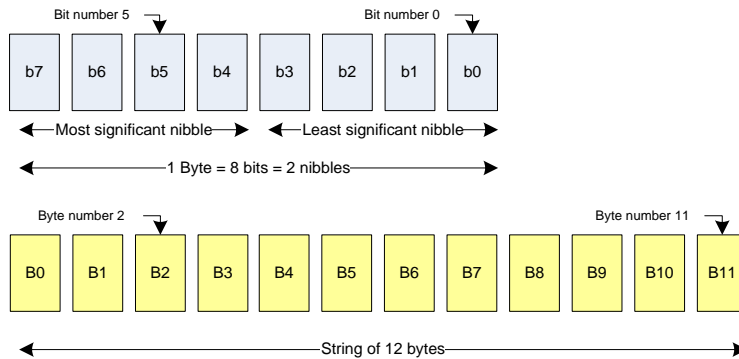 Bit number 5 Bit number 0
b7 b6 b5 b4 b3 b2 b1 b0
Most significant nibble Least significant nibble
1 Byte = 8 bits = 2 nibbles
Byte number 2 Byte number 11
B0 B1 B2 B3 B4 B5 B6 B7 B8 B9 B10 B11
String of 12 bytes